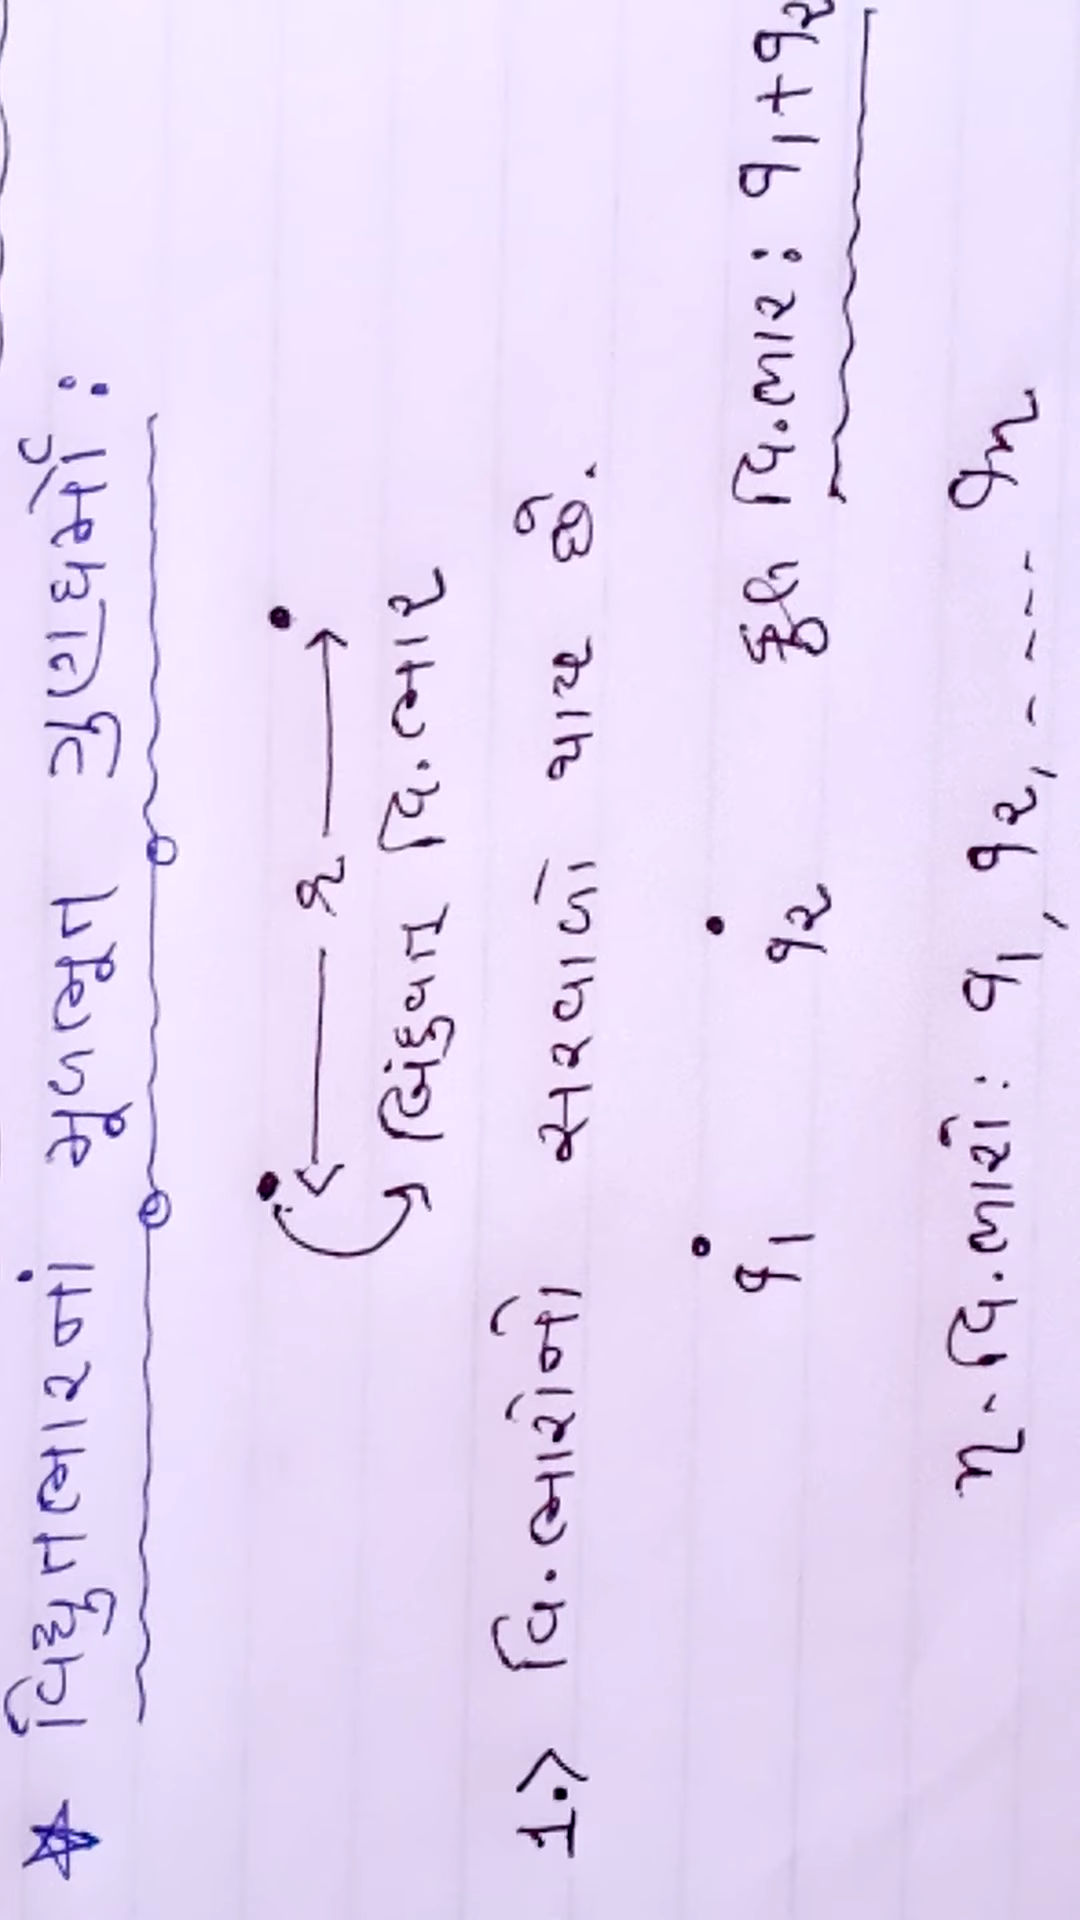 ☆ વિદ્યુતભારનાં મૂળભૂત ગુણધર્મો :
r
બિંદુવત વિ.ભાર
1.> વિ.ભારોનો સરવાળો થાય છે.
q1 q2 કુલ વિ.ભાર : q1+q2
n - વિ.ભારો : q1, q2, - - - - qn